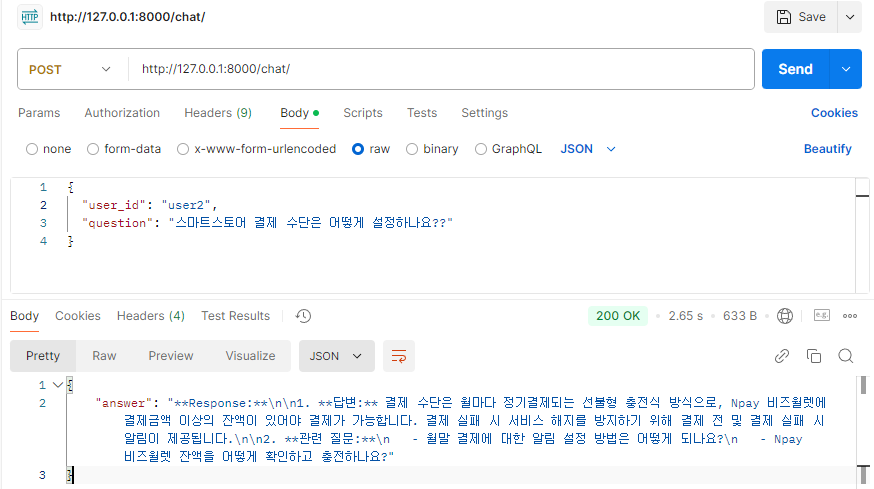 HTTP http://127.0.0.1:8000/chat/ Save
POST http://127.0.0.1:8000/chat/ Send
Params Authorization Headers (9) Body Scripts Tests Settings Cookies
none form-data x-www-form-urlencoded raw binary GraphQL JSON Beautify
1 {
2 "user_id": "user2",
3 "question": "스마트스토어 결제 수단은 어떻게 설정하나요??"
4 }
Body Cookies Headers (4) Test Results 200 OK 2.65 s 633 B e.g.
Pretty Raw Preview Visualize JSON
1 {
2 "answer": "**Response:**\n\n1. **답변:** 결제 수단은 월마다 정기결제되는 선불형 충전식 방식으로, Npay 비즈월렛에
결제금액 이상의 잔액이 있어야 결제가 가능합니다. 결제 실패 시 서비스 해지를 방지하기 위해 결제 전 및 결제 실패 시
알림이 제공됩니다.\n\n2. **관련 질문:**\n   - 월말 결제에 대한 알림 설정 방법은 어떻게 되나요?\n   - Npay
비즈월렛 잔액을 어떻게 확인하고 충전하나요?"
3 }